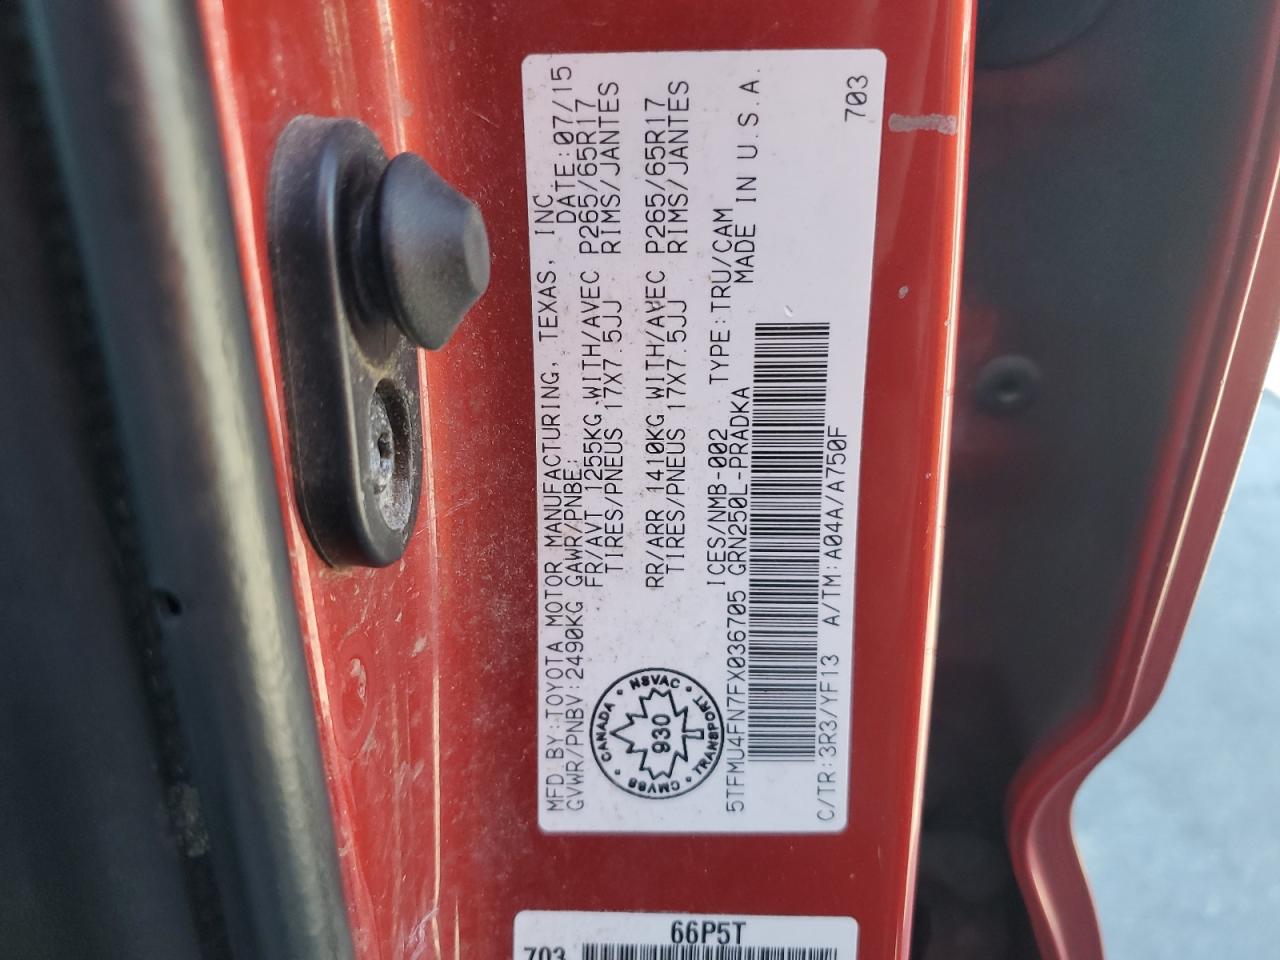 MFD. BY: TOYOTA MOTOR MANUFACTURING, TEXAS, INC.
GVWR/PNBV: 2490KG GAWR/PNBE: DATE: 07/15
FR/AVT 1255KG WITH/AVEC P265/65R17
TIRES/PNEUS 17X7.5JJ RIMS/JANTES
RR/ARR 1410KG WITH/AVEC P265/65R17
TIRES/PNEUS 17X7.5JJ RIMS/JANTES
CANADA • NSVAC • TRANSPORT • CMVSS •
930
ICES/NMB-002 TYPE: TRU/CAM
5TFMU4FN7FX036705 GRN250L-PRADKA MADE IN U.S.A.
C/TR: 3R3/YF13 A/TM: A04A/A750F
703
66P5T
703